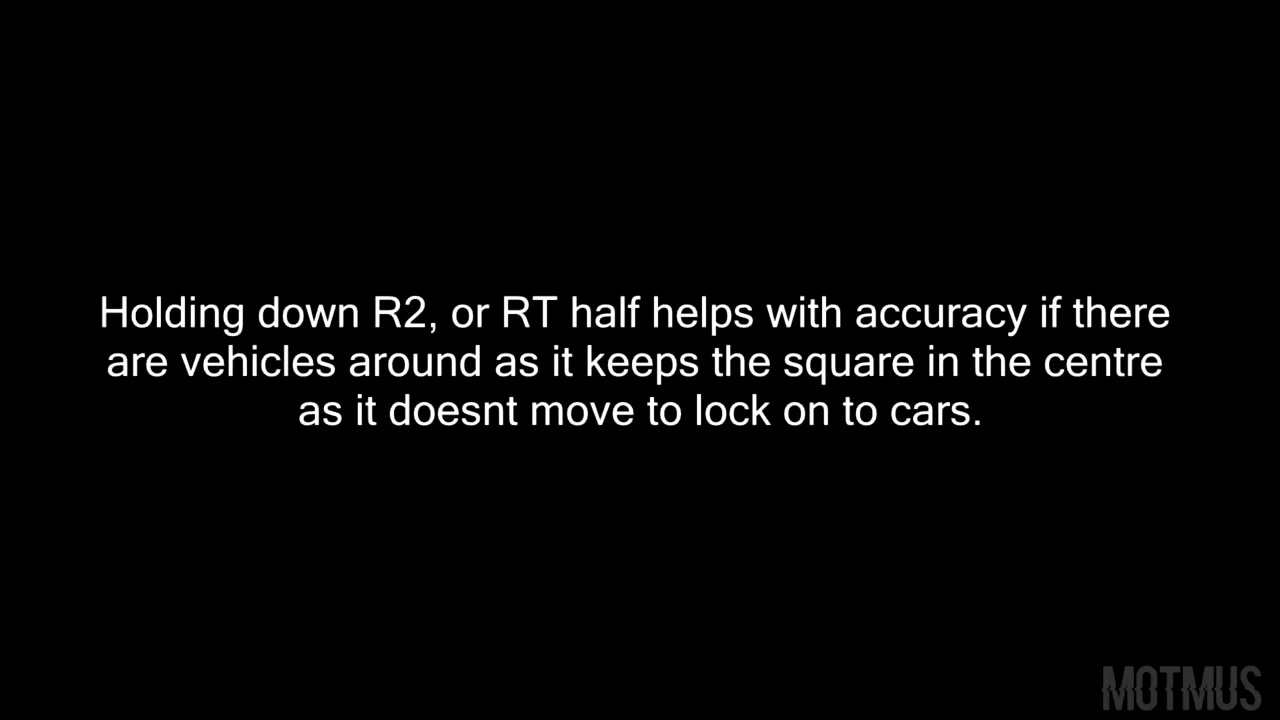 Holding down R2, or RT half helps with accuracy if there
are vehicles around as it keeps the square in the centre
as it doesnt move to lock on to cars.
MOTMUS